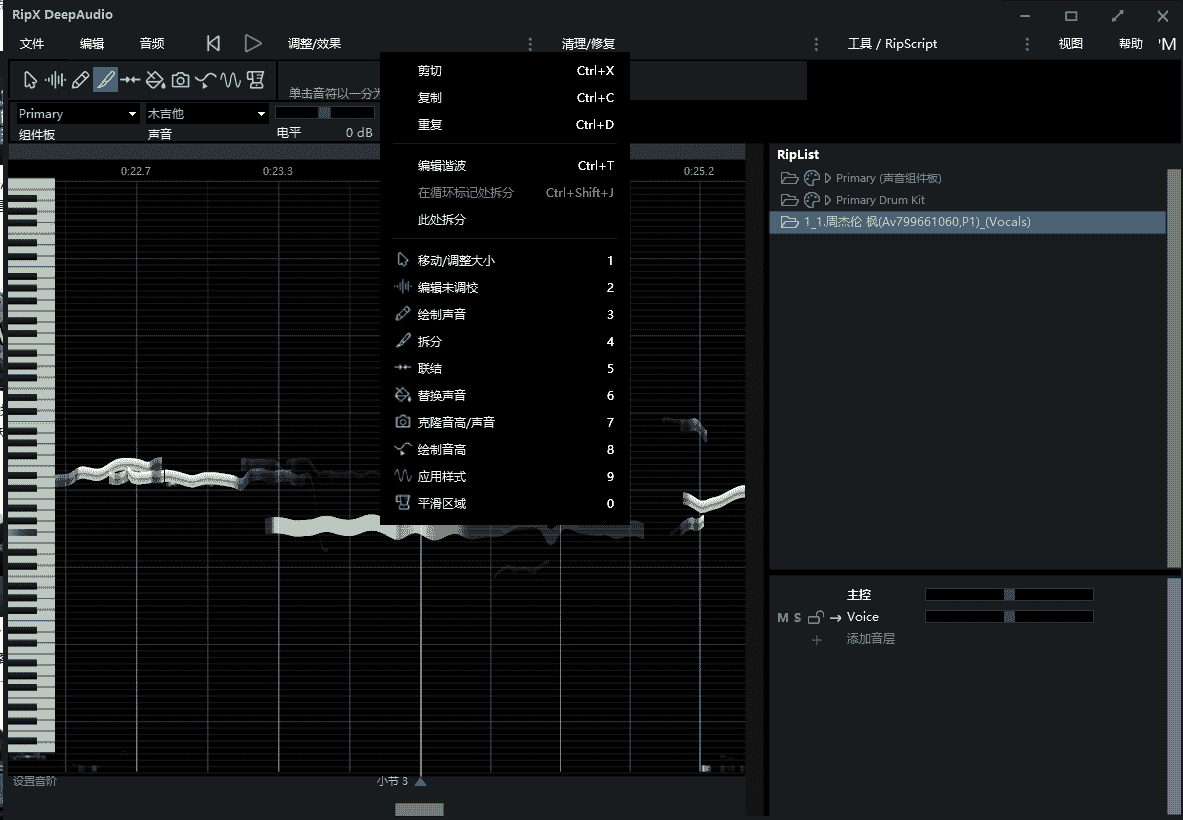 RipX DeepAudio
文件 编辑 音频 调整/效果 清理/修复 工具 / RipScript 视图 帮助 'M
单击音符以一分为
Primary 木吉他
组件板 声音 电平 0 dB
0:22.7 0:23.3 0:25.2
剪切 Ctrl+X
复制 Ctrl+C
重复 Ctrl+D
编辑谐波 Ctrl+T
在循环标记处拆分 Ctrl+Shift+J
此处拆分
移动/调整大小 1
编辑未调校 2
绘制声音 3
拆分 4
联结 5
替换声音 6
克隆音高/声音 7
绘制音高 8
应用样式 9
平滑区域 0
设置音阶 小节 3
RipList
Primary (声音组件板)
Primary Drum Kit
1_1.周杰伦 枫(Av799661060,P1)_(Vocals)
主控
M S Voice
添加音层